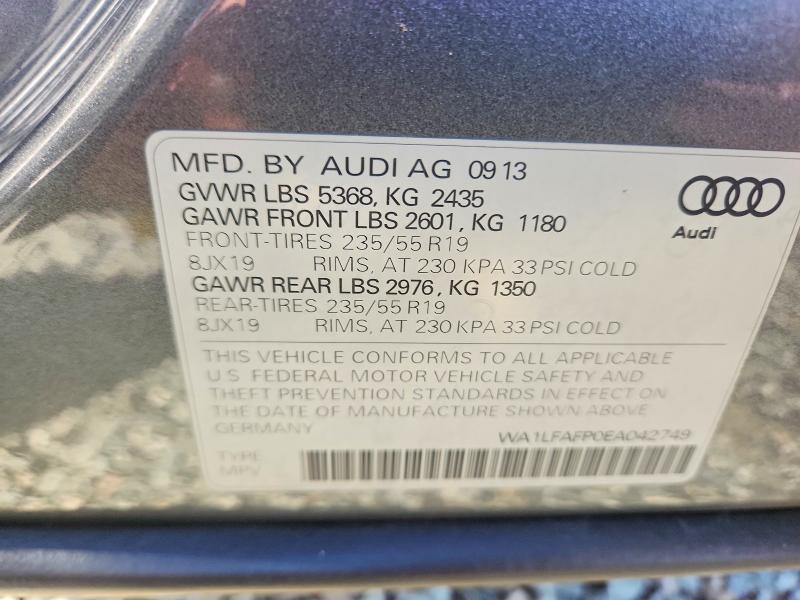 MFD. BY AUDI AG 09 13
GVWR LBS 5368, KG 2435
GAWR FRONT LBS 2601, KG 1180
FRONT-TIRES 235/55 R19
8JX19 RIMS, AT 230 KPA 33 PSI COLD
GAWR REAR LBS 2976, KG 1350
REAR-TIRES 235/55 R19
8JX19 RIMS, AT 230 KPA 33 PSI COLD
Audi
THIS VEHICLE CONFORMS TO ALL APPLICABLE
U.S. FEDERAL MOTOR VEHICLE SAFETY AND
THEFT PREVENTION STANDARDS IN EFFECT ON
THE DATE OF MANUFACTURE SHOWN ABOVE.
GERMANY
WA1LFAFP0EA042749
TYPE
MPV